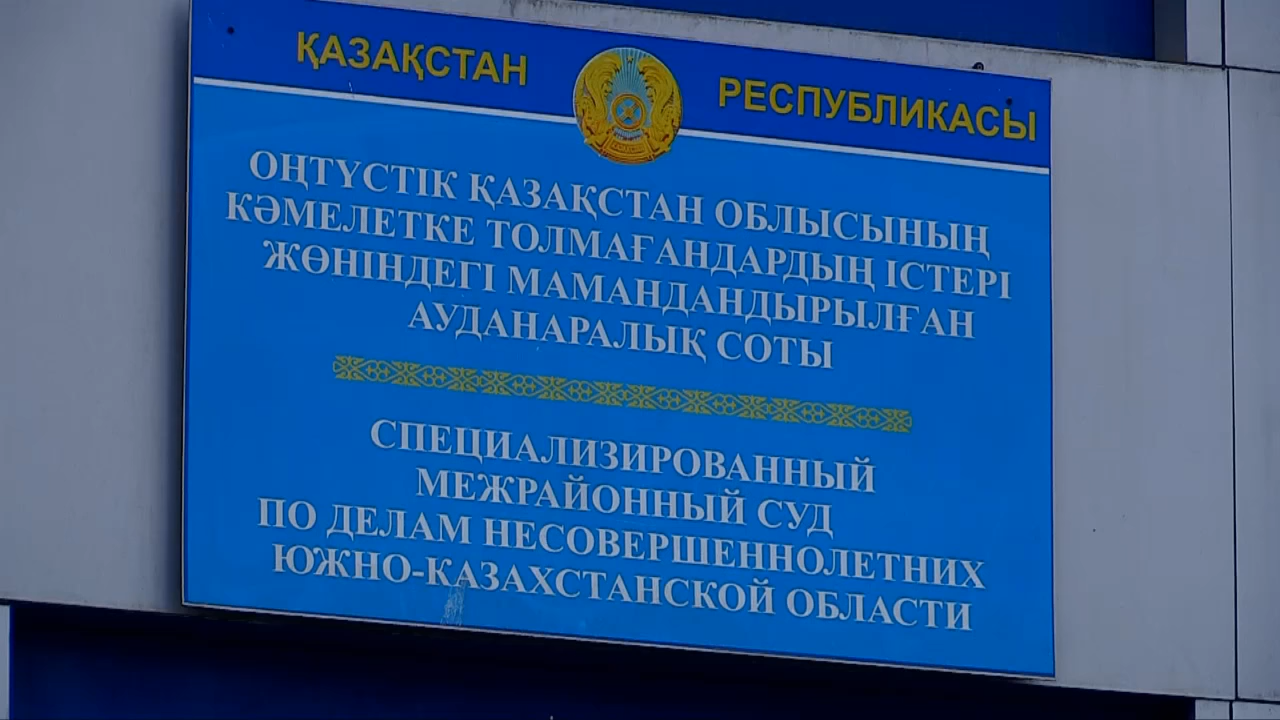 ҚАЗАҚСТАН РЕСПУБЛИКАСЫ
ОҢТҮСТІК ҚАЗАҚСТАН ОБЛЫСЫНЫҢ
КӘМЕЛЕТКЕ ТОЛМАҒАНДАРДЫҢ ІСТЕРІ
ЖӨНІНДЕГІ МАМАНДАНДЫРЫЛҒАН
АУДАНАРАЛЫҚ СОТЫ
СПЕЦИАЛИЗИРОВАННЫЙ
МЕЖРАЙОННЫЙ СУД
ПО ДЕЛАМ НЕСОВЕРШЕННОЛЕТНИХ
ЮЖНО-КАЗАХСТАНСКОЙ ОБЛАСТИ